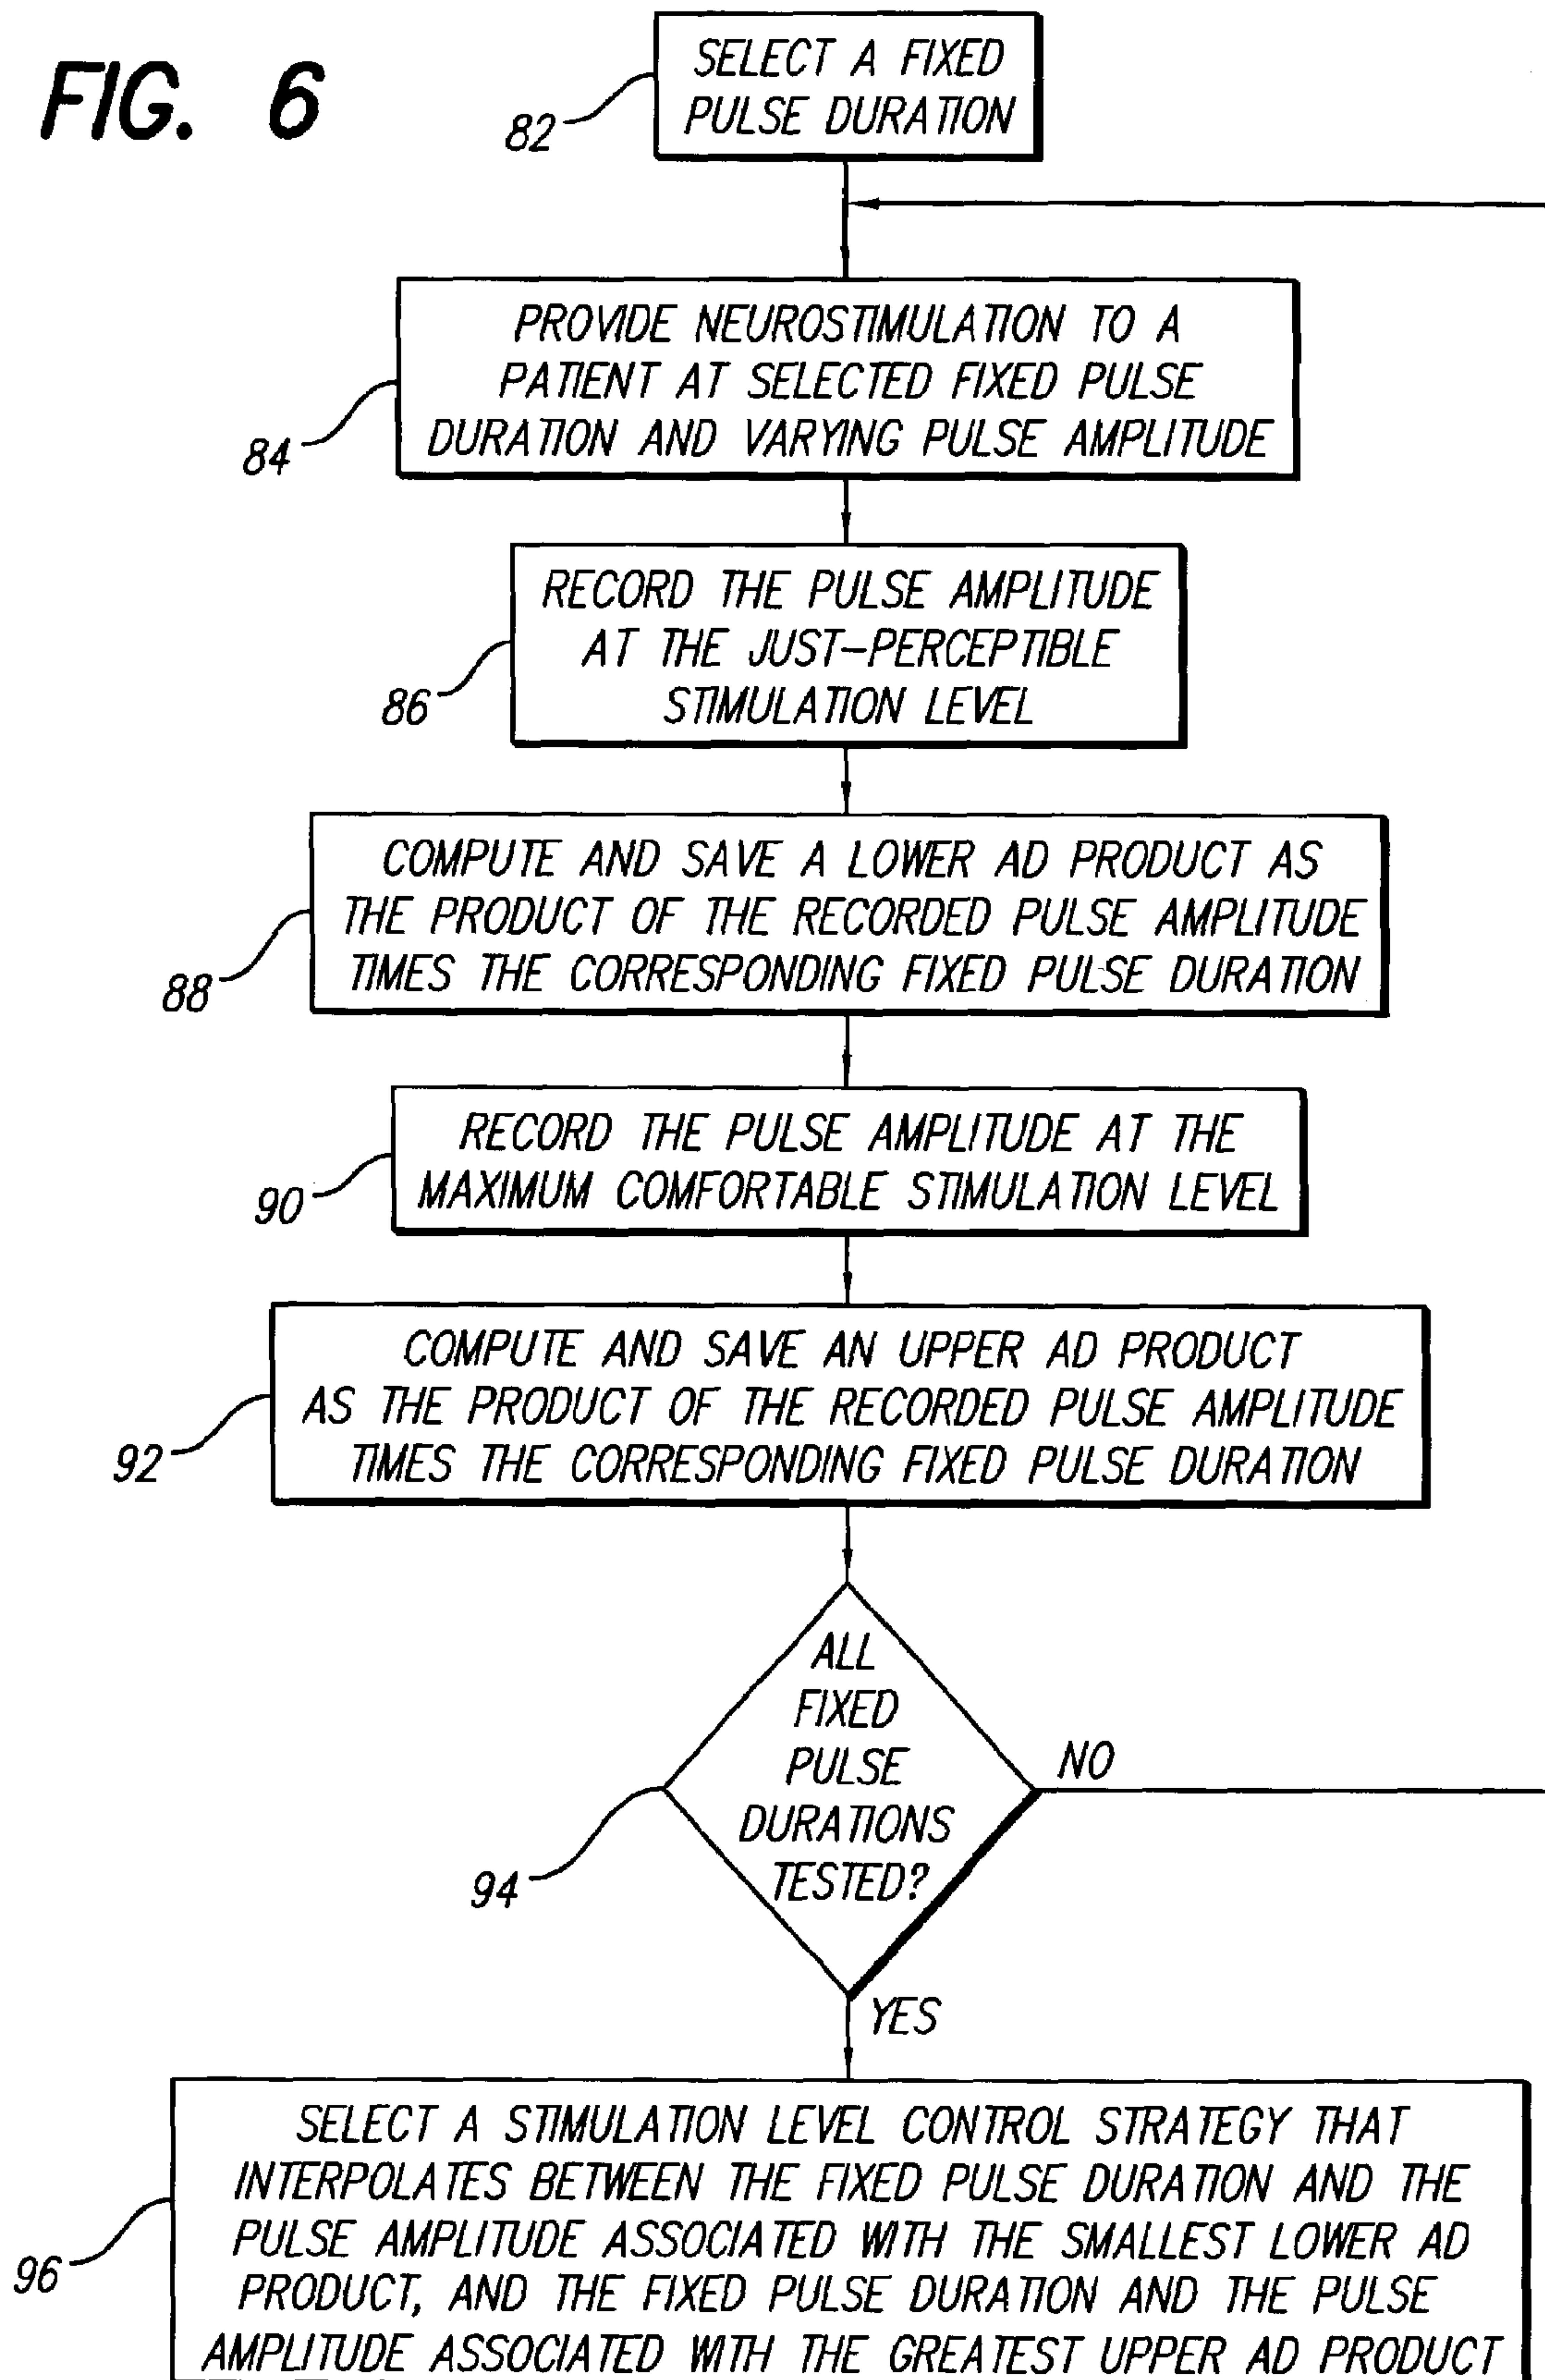 FIG. 6
SELECT A FIXED
PULSE DURATION
82
PROVIDE NEUROSTIMULATION TO A
PATIENT AT SELECTED FIXED PULSE
DURATION AND VARYING PULSE AMPLITUDE
84
RECORD THE PULSE AMPLITUDE
AT THE JUST-PERCEPTIBLE
STIMULATION LEVEL
86
COMPUTE AND SAVE A LOWER AD PRODUCT AS
THE PRODUCT OF THE RECORDED PULSE AMPLITUDE
TIMES THE CORRESPONDING FIXED PULSE DURATION
88
RECORD THE PULSE AMPLITUDE AT THE
MAXIMUM COMFORTABLE STIMULATION LEVEL
90
COMPUTE AND SAVE AN UPPER AD PRODUCT
AS THE PRODUCT OF THE RECORDED PULSE AMPLITUDE
TIMES THE CORRESPONDING FIXED PULSE DURATION
92
ALL
FIXED
PULSE
DURATIONS
TESTED?
NO
94
YES
SELECT A STIMULATION LEVEL CONTROL STRATEGY THAT
INTERPOLATES BETWEEN THE FIXED PULSE DURATION AND THE
PULSE AMPLITUDE ASSOCIATED WITH THE SMALLEST LOWER AD
PRODUCT, AND THE FIXED PULSE DURATION AND THE PULSE
AMPLITUDE ASSOCIATED WITH THE GREATEST UPPER AD PRODUCT
96